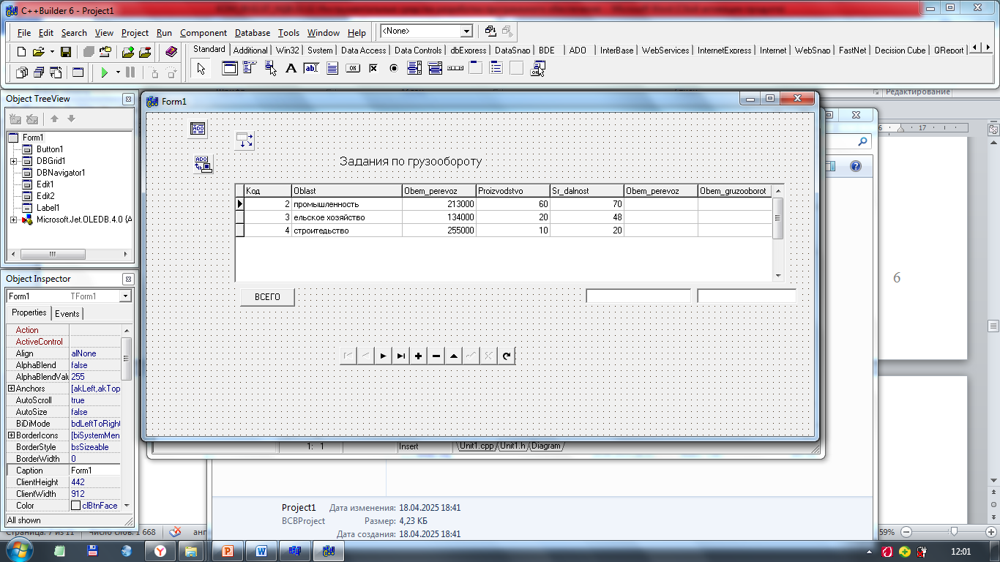 C++Builder 6 - Project1
File Edit Search View Project Run Component Database Tools Window Help
<None>
Standard Additional Win32 System Data Access Data Controls dbExpress DataSnap BDE ADO InterBase WebServices InternetExpress Internet WebSnap FastNet Decision Cube QReport
Редактирование
Object TreeView
Form1
Button1
DBGrid1
DBNavigator1
Edit1
Edit2
Label1
Microsoft.Jet.OLEDB.4.0 {A
Form1
ADO
ADO
Задания по грузообороту
Код Oblast Obem_perevoz Proizvodstvo Sr_dalnost Obem_perevoz Obem_gruzooborot
2 промышленность 213000 60 70
3 ельское хозяйство 134000 20 48
4 строитедьство 255000 10 20
ВСЕГО
6 17
6
Object Inspector
Form1 TForm1
Properties Events
Action
ActiveControl
Align alNone
AlphaBlend false
AlphaBlendValu 255
Anchors [akLeft,akTop
AutoScroll true
AutoSize false
BiDiMode bdLeftToRight
BorderIcons [biSystemMen
BorderStyle bsSizeable
BorderWidth 0
Caption Form1
ClientHeight 442
ClientWidth 912
Color clBtnFace
All shown
1: 1 Insert Unit1.cpp Unit1.h Diagram
Project1 Дата изменения: 18.04.2025 18:41
BCBProject Размер: 4,23 КБ
Дата создания: 18.04.2025 18:41
Страница: 7 из 11 Число слов: 1 668 анг
59%
12:01